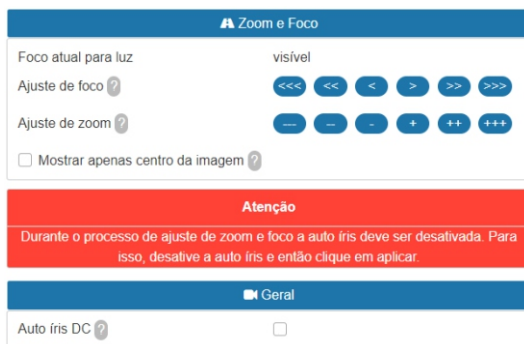 Zoom e Foco
Foco atual para luz visível
Ajuste de foco ? <<< << < > >> >>>
Ajuste de zoom ? --- -- - + ++ +++
Mostrar apenas centro da imagem ?
Atenção
Durante o processo de ajuste de zoom e foco a auto íris deve ser desativada. Para
isso, desative a auto íris e então clique em aplicar.
Geral
Auto íris DC ?